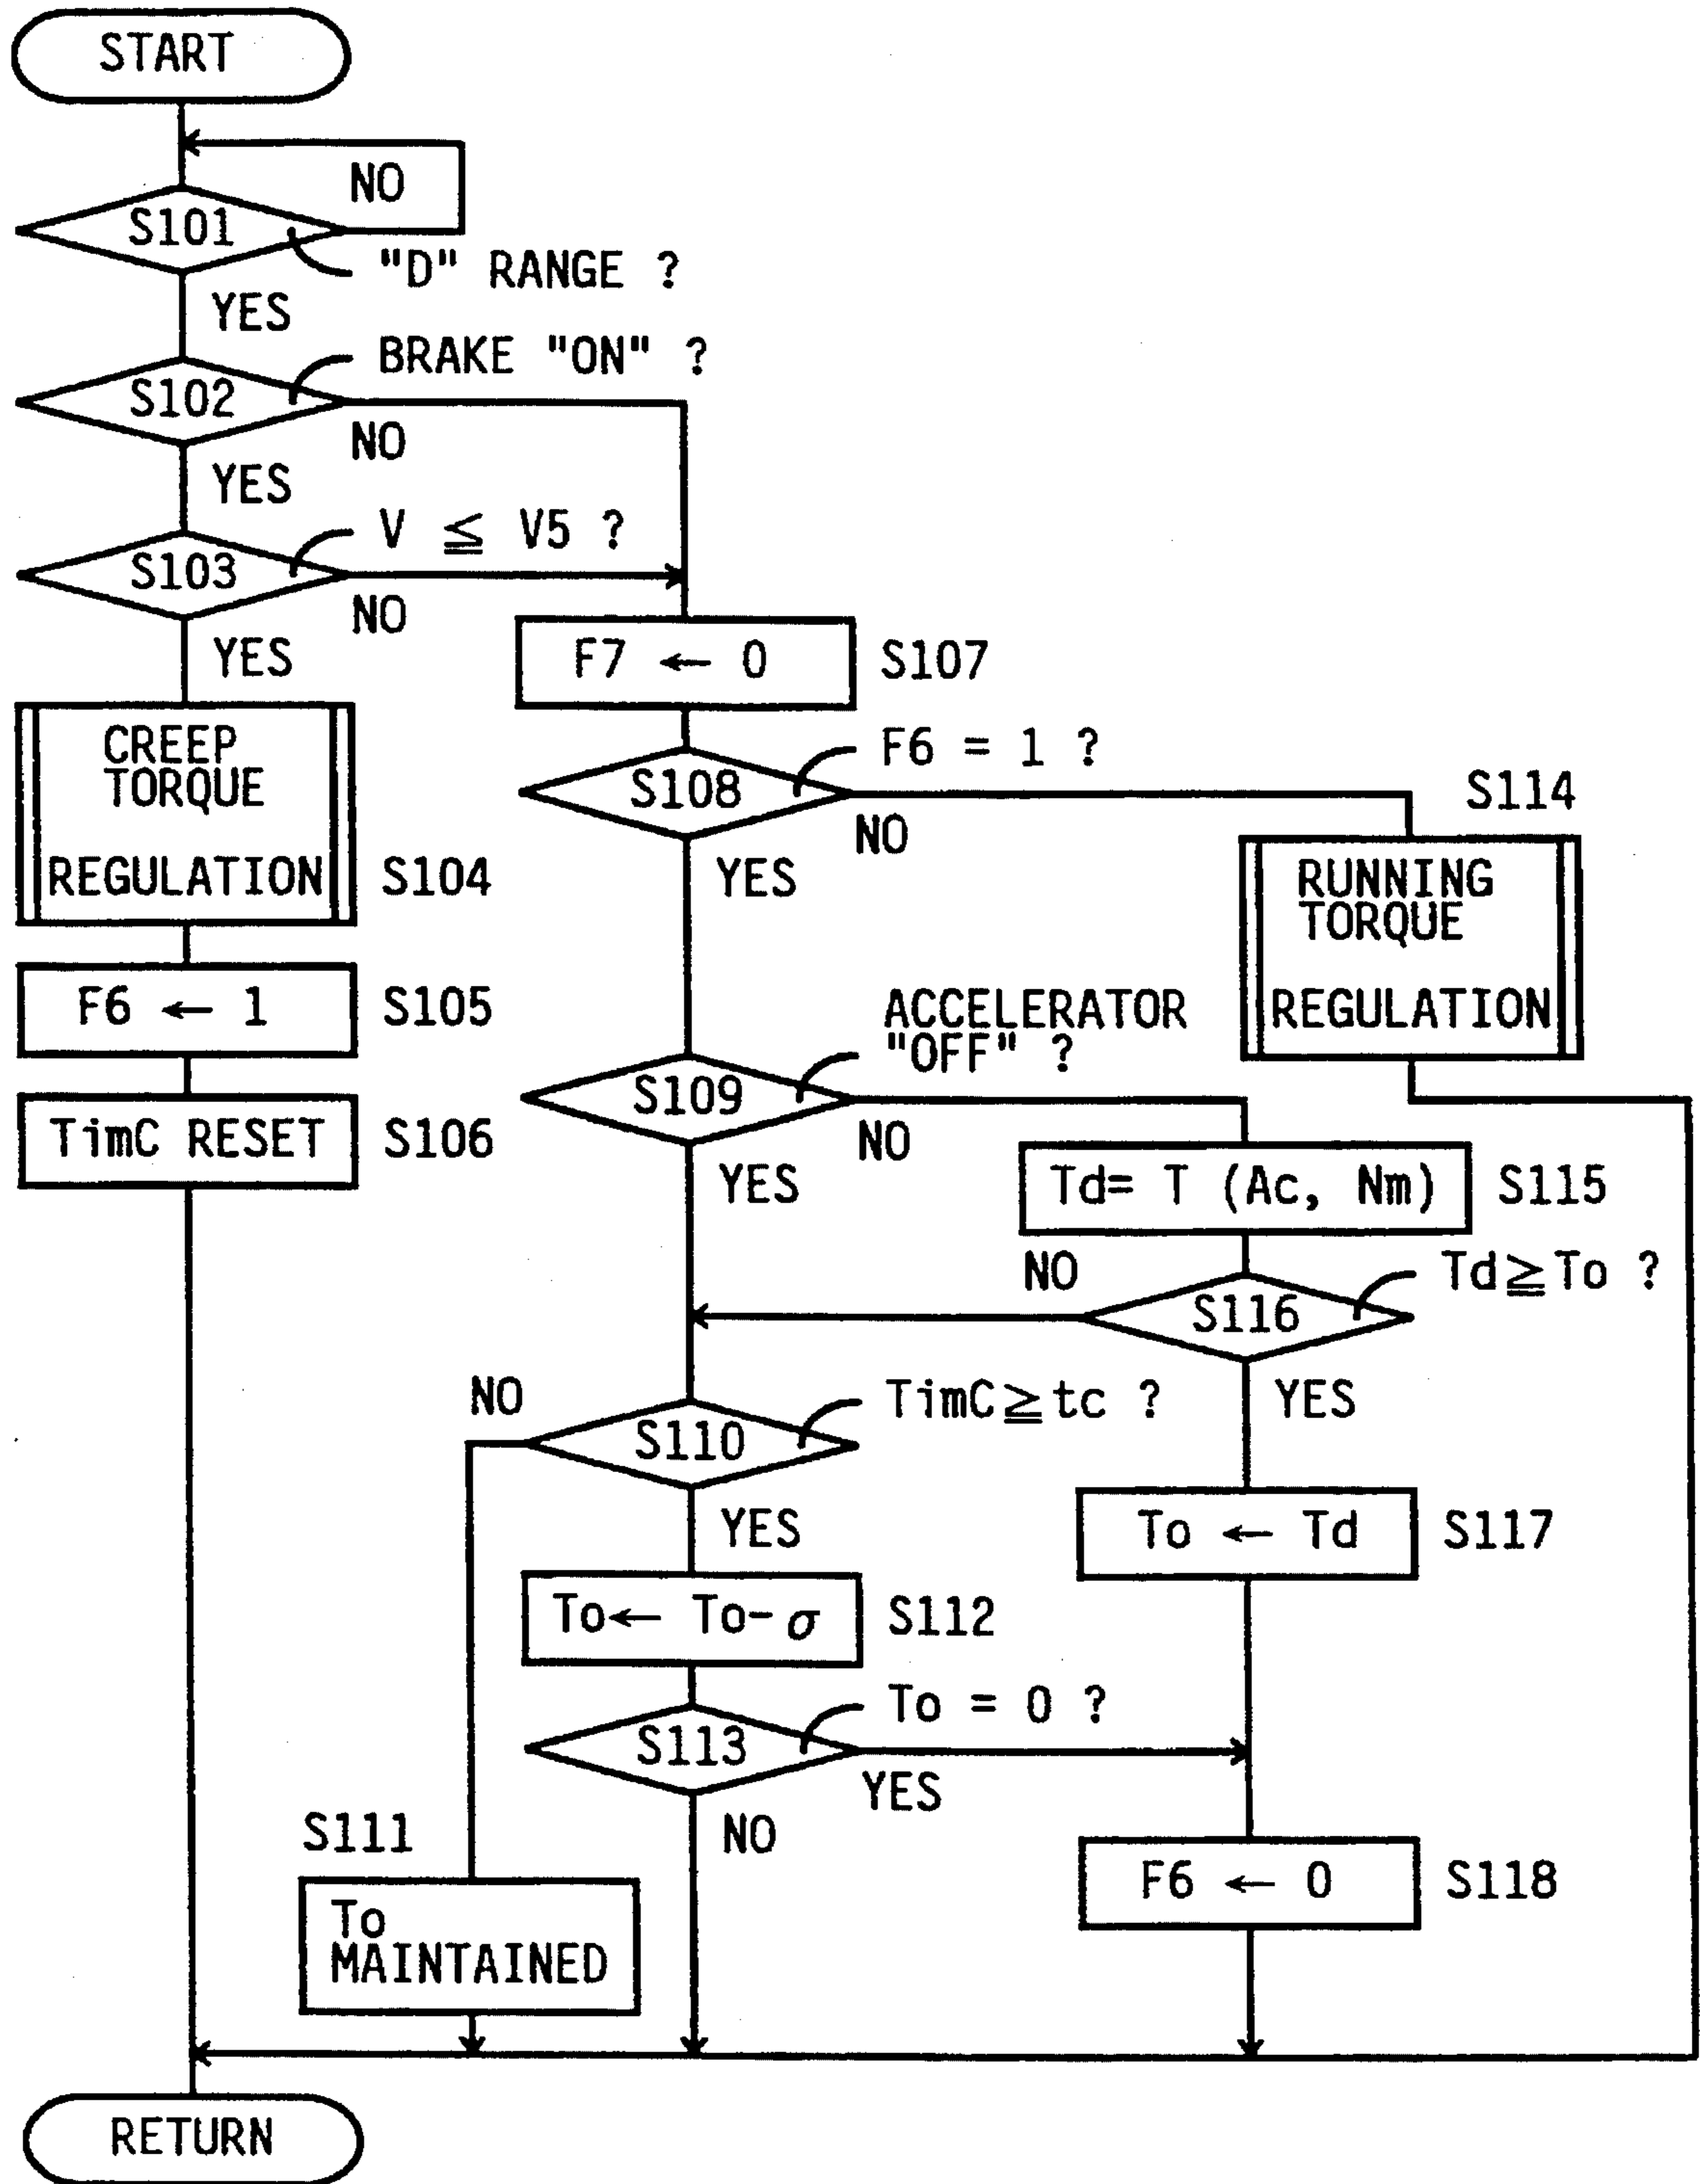 START
NO
S101
"D" RANGE ?
YES
BRAKE "ON" ?
S102
NO
YES
V ≦ V5 ?
S103
NO
YES
F7 ← 0
S107
CREEP
TORQUE
REGULATION
S104
F6 = 1 ?
S108
NO
YES
S114
RUNNING
TORQUE
REGULATION
F6 ← 1
S105
ACCELERATOR
"OFF" ?
S109
NO
YES
TimC RESET
S106
Td= T (Ac, Nm)
S115
NO
Td≧To ?
S116
YES
NO
TimC≧tc ?
S110
YES
To ← Td
S117
To← To-σ
S112
To = 0 ?
S113
YES
NO
S111
To
MAINTAINED
F6 ← 0
S118
RETURN